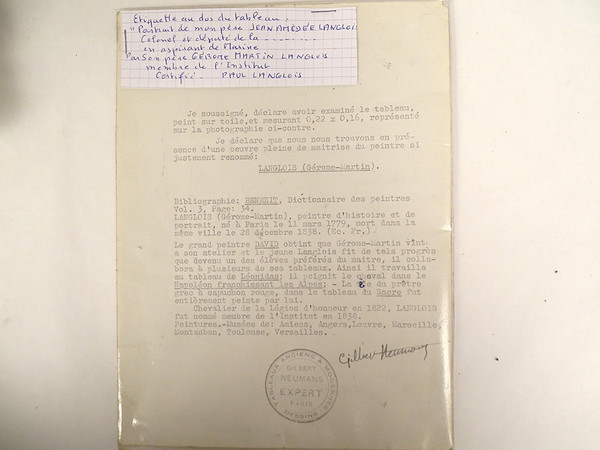 Etiquette au dos du tableau:
"Portrait de mon père JEAN AMÉDÉE LANGLOIS
Colonel et député de la ------------
en aspirant de Marine
Par son père GÉROME MARTIN LANGLOIS
membre de l'Institut
Certifié - PAUL LANGLOIS
Je soussigné, déclare avoir examiné le tableau,
peint sur toile,et mesurant 0,22 x 0,16, représenté
sur la photographie ci-contre.
Je déclare que nous nous trouvons en pré-
sence d'une oeuvre pleine de maitrise du peintre si
justement renommé:
LANGLOIS (Gérome-Martin).
Bibliographie: BENEZIT, Dictionnaire des peintres
Vol. 3, Page: 34.
LANGLOIS (Gérome-Martin), peintre d'histoire et de
portrait, né à Paris le 11 mars 1779, mort dans la
même ville le 28 décembre 1838. (Ec. Fr.).
Le grand peintre DAVID obtint que Gérome-Martin vint
à son atelier et le jeune Langlois fit de tels progrès
que devenu un des élèves préférés du maitre, il colla-
bora à plusieurs de ses tableaux. Ainsi il travailla
au tableau de Léonidas; il peignit le cheval dans le
Napoléon franchissant les Alpes; - La tête du prêtre
grec à capuchon rouge, dans le tableau du Sacre fut
entièrement peinte par lui.
Chevalier de la Légion d'honneur en 1822, LANGLOIS
fut nommé membre de l'Institut en 1838.
Peintures.-Musées de: Amiens, Angers,Louvre, Marseille,
Montauban, Toulouse, Versailles.
Gilbert Neumans
TABLEAUX ANCIENS & MODERNES
GILBERT
NEUMANS
EXPERT
PARIS
DESSINS